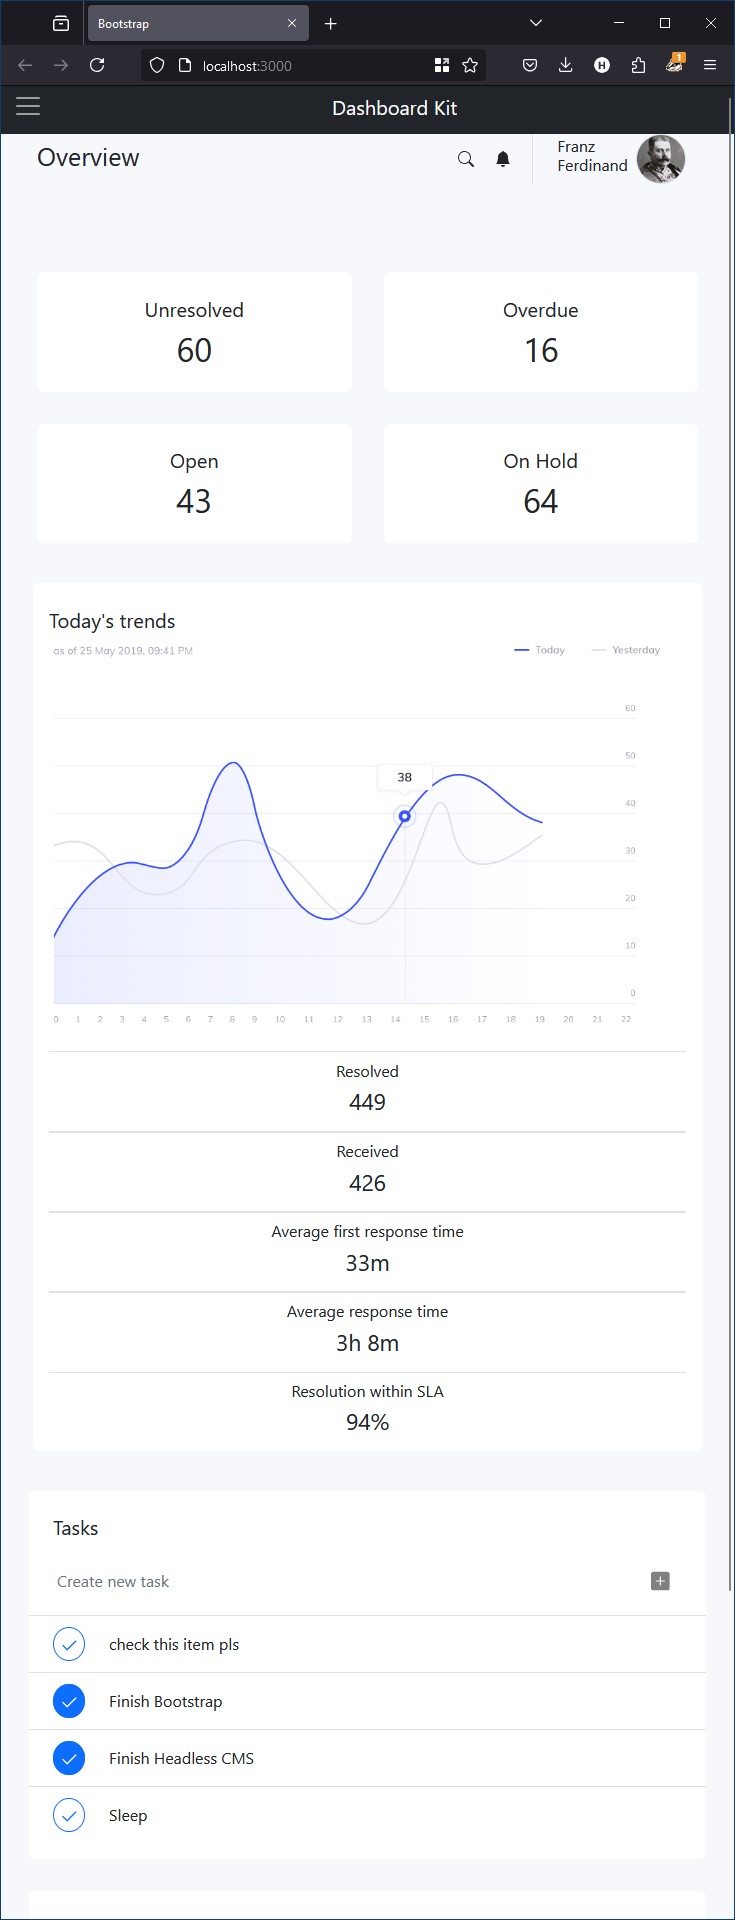 Bootstrap
localhost:3000
1
Dashboard Kit
Overview
Franz
Ferdinand
Unresolved
60
Overdue
16
Open
43
On Hold
64
Today's trends
as of 25 May 2019, 09:41 PM
Today
Yesterday
60
50
38
40
30
20
10
0
0 1 2 3 4 5 6 7 8 9 10 11 12 13 14 15 16 17 18 19 20 21 22
Resolved
449
Received
426
Average first response time
33m
Average response time
3h 8m
Resolution within SLA
94%
Tasks
Create new task
check this item pls
Finish Bootstrap
Finish Headless CMS
Sleep